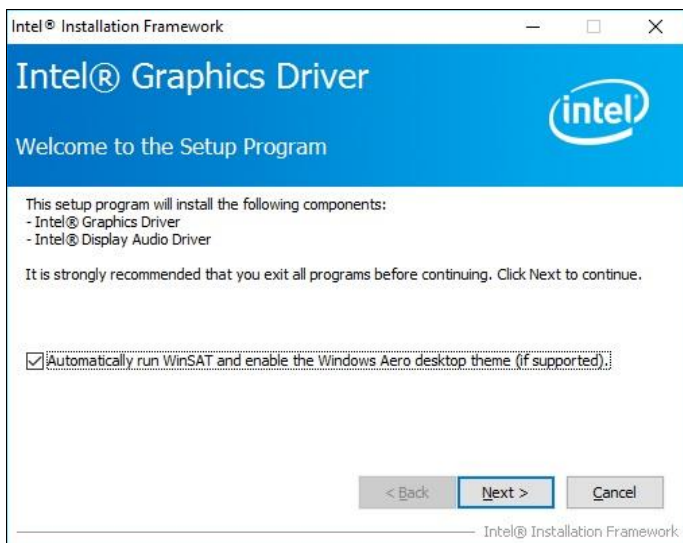 Intel® Installation Framework
Intel® Graphics Driver
intel
Welcome to the Setup Program
This setup program will install the following components:
- Intel® Graphics Driver
- Intel® Display Audio Driver
It is strongly recommended that you exit all programs before continuing. Click Next to continue.
Automatically run WinSAT and enable the Windows Aero desktop theme (if supported).
< Back Next > Cancel
Intel® Installation Framework